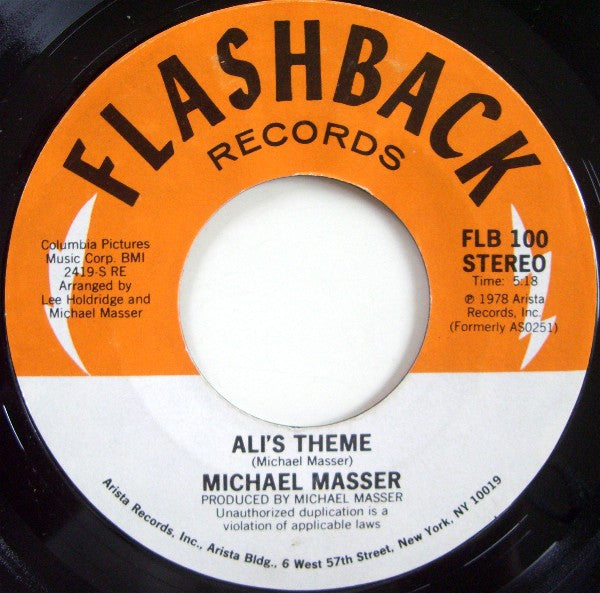 FLASHBACK
RECORDS
Columbia Pictures
Music Corp. BMI
2419-S RE
Arranged by
Lee Holdridge and
Michael Masser
FLB 100
STEREO
Time: 5:18
℗ 1978 Arista
Records, Inc.
(Formerly AS0251)
ALI'S THEME
(Michael Masser)
MICHAEL MASSER
PRODUCED BY MICHAEL MASSER
Unauthorized duplication is a
violation of applicable laws
Arista Records, Inc., Arista Bldg., 6 West 57th Street, New York, NY 10019